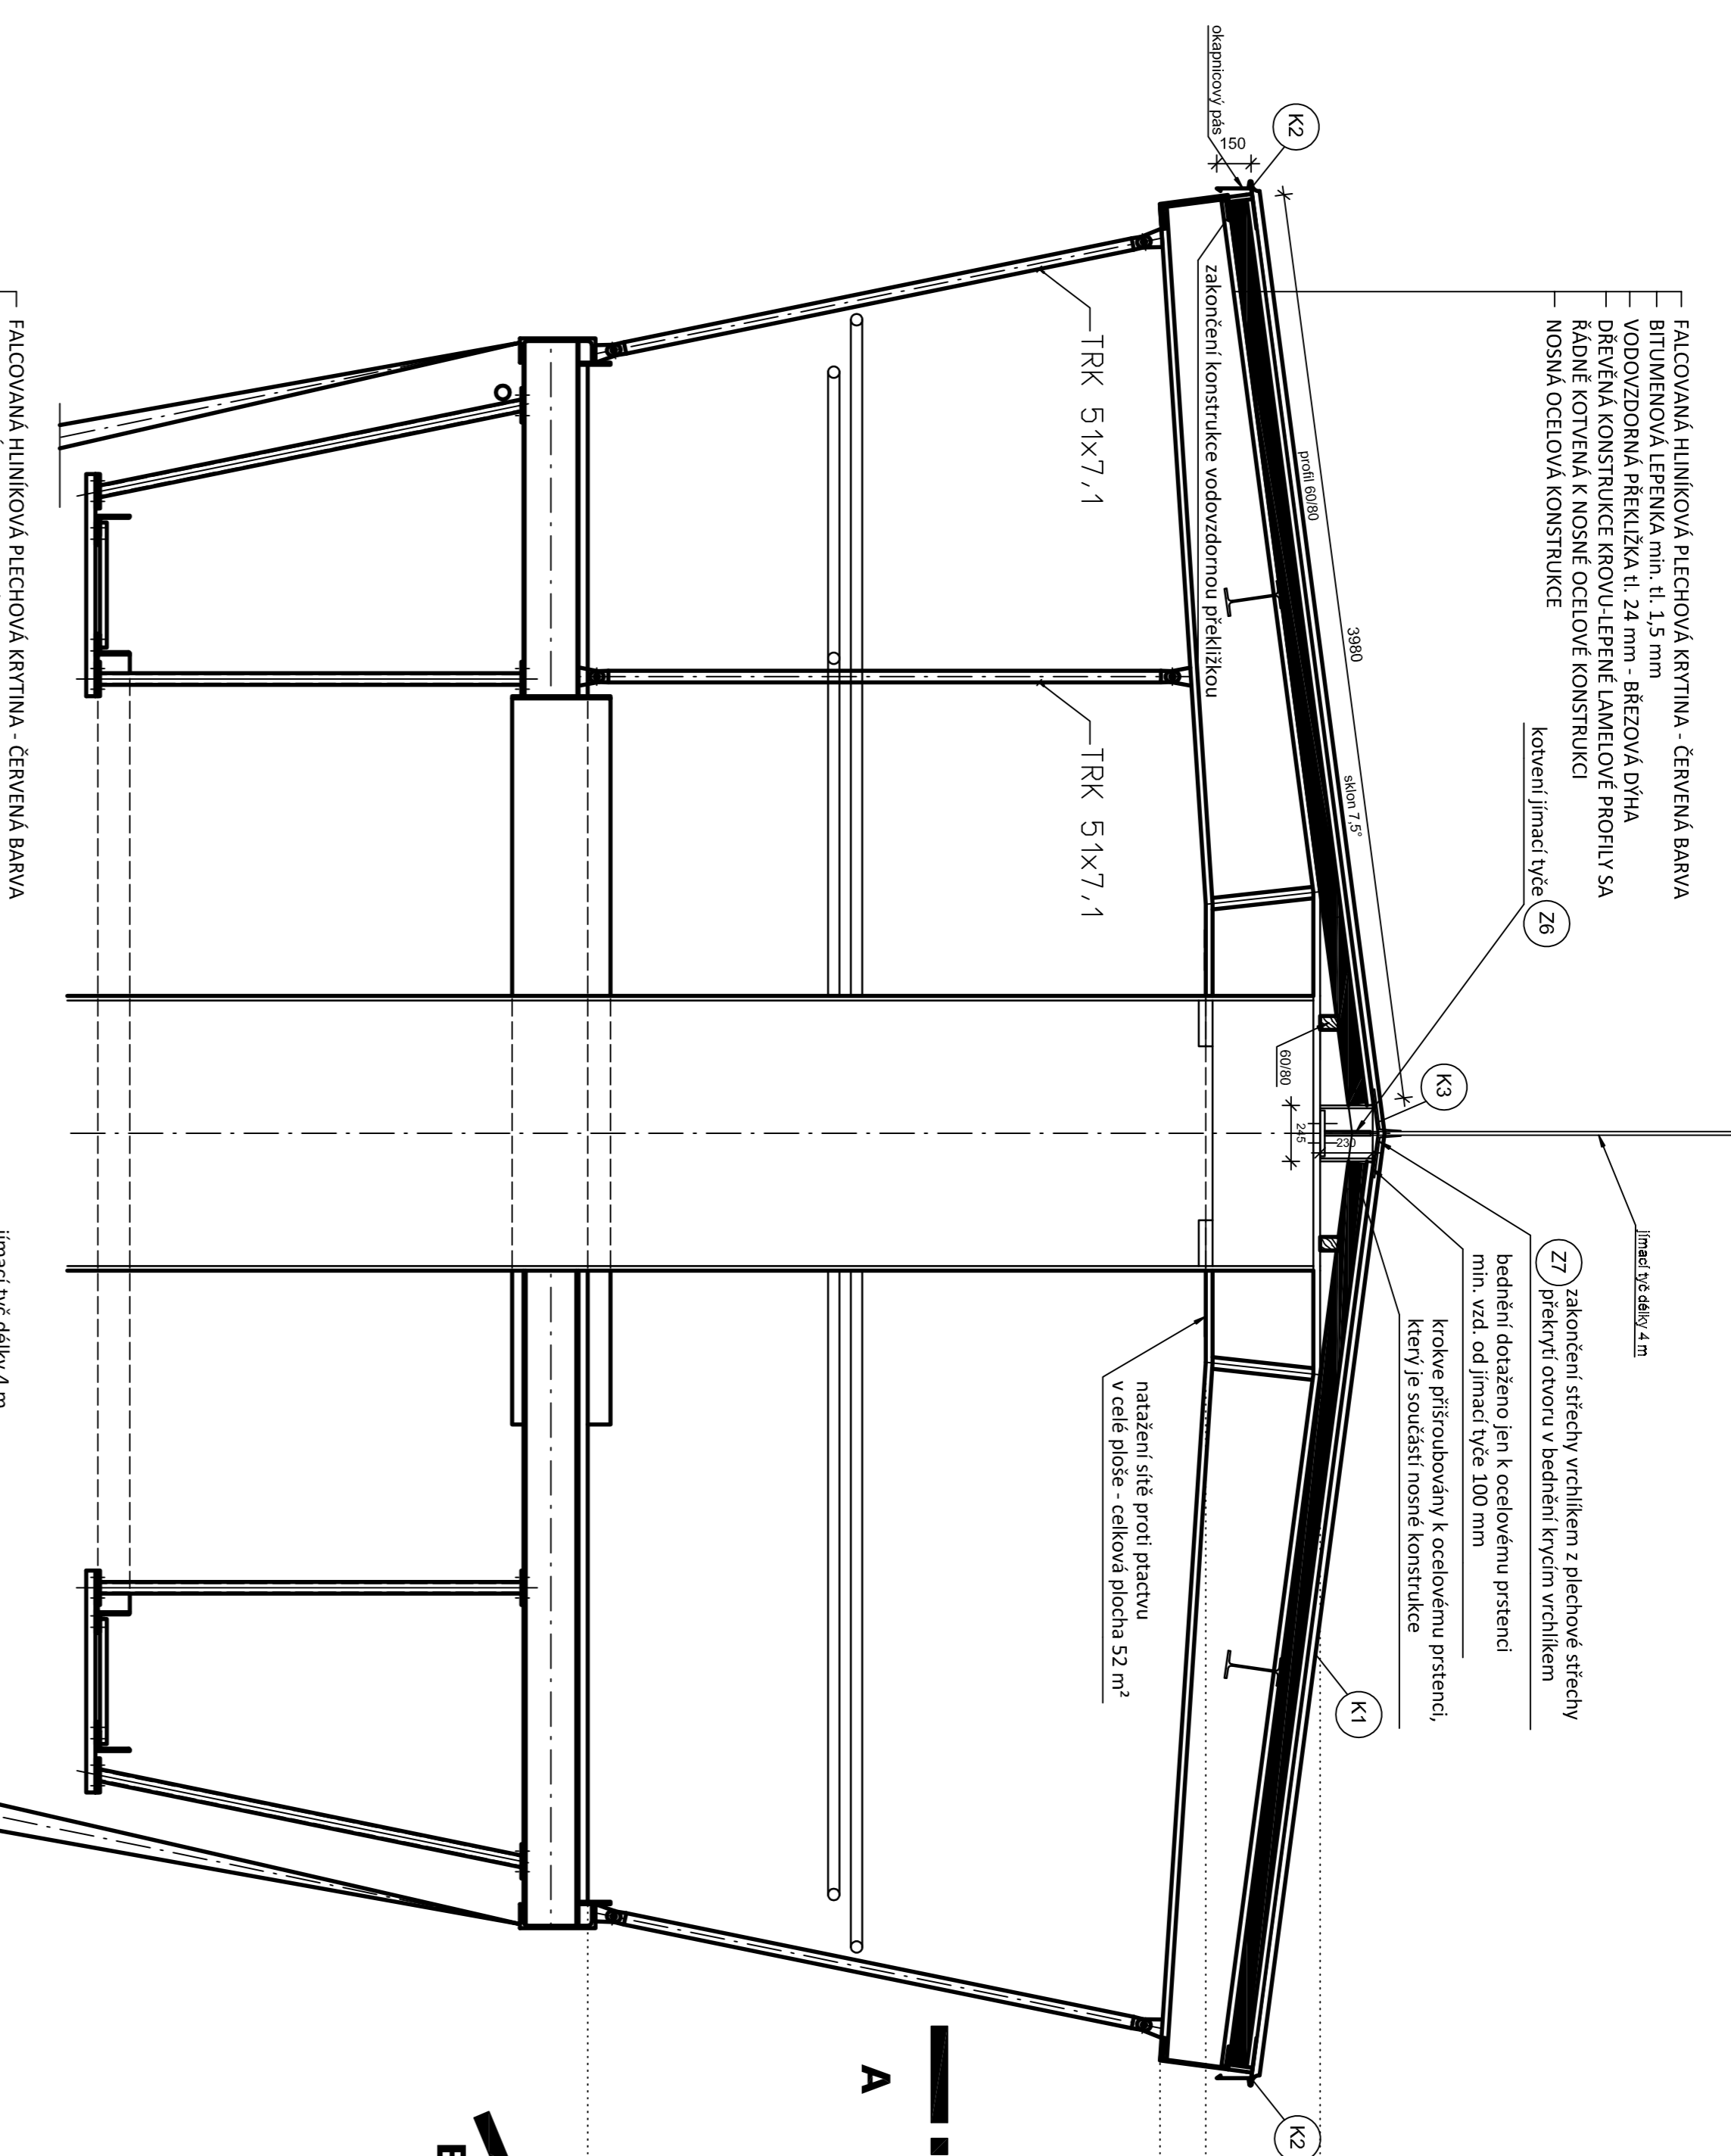 FALCOVANÁ HLINÍKOVÁ PLECHOVÁ KRYTINA - ČERVENÁ BARVA
BITUMENOVÁ LEPENKA min. tl. 1,5 mm
VODOVZDORNÁ PŘEKLIŽKA tl. 24 mm - BŘEZOVÁ DÝHA
DŘEVĚNÁ KONSTRUKCE KROVU-LEPENÉ LAMELOVÉ PROFILY SA
ŘÁDNĚ KOTVENÁ K NOSNÉ OCELOVÉ KONSTRUKCI
NOSNÁ OCELOVÁ KONSTRUKCE
kotvení jímací tyče
Z6
jímací tyč délky 4 m
Z7
zakončení střechy vrchlíkem z plechové střechy
překrytí otvoru v bednění krycím vrchlíkem
bednění dotaženo jen k ocelovému prstenci
min. vzd. od jímací tyče 100 mm
krokve přišroubovány k ocelovému prstenci,
který je součástí nosné konstrukce
K3
K1
K2
K2
okapnicový pás
150
profil 60/80
3980
sklon 7,5°
60/80
245
230
zakončení konstrukce vodovzdornou překližkou
natažení sítě proti ptactvu
v celé ploše - celková plocha 52 m²
TRK 51x7,1
TRK 51x7,1
A
FALCOVANÁ HLINÍKOVÁ PLECHOVÁ KRYTINA - ČERVENÁ BARVA
jímací tyč délky 4 m